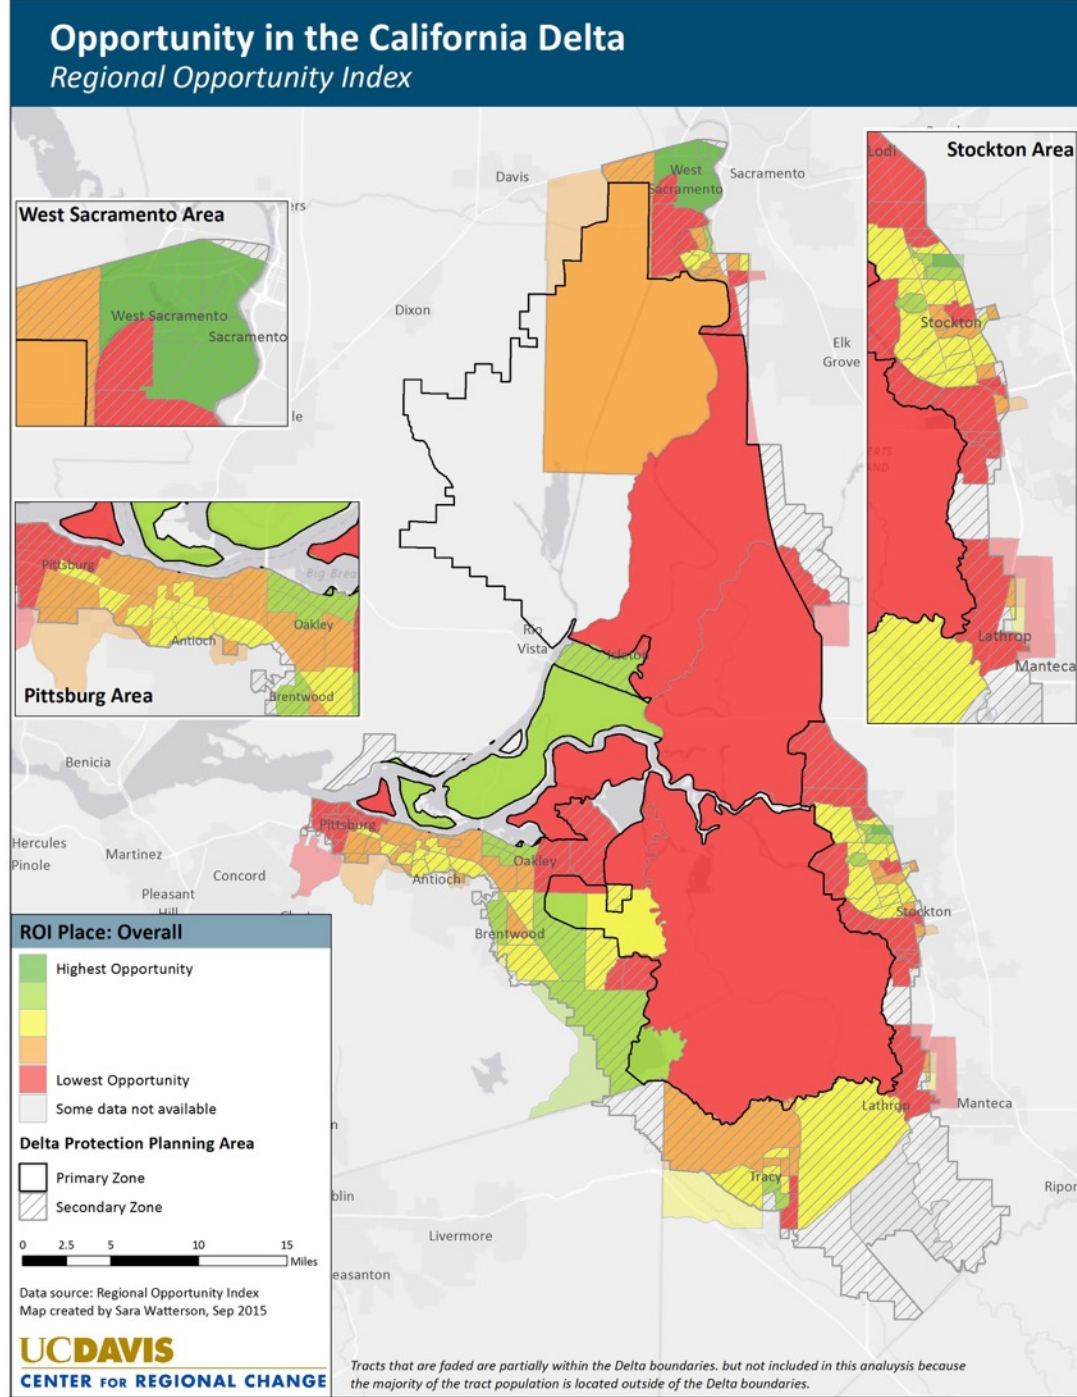 Opportunity in the California Delta
Regional Opportunity Index
West Sacramento Area
West Sacramento
Sacramento
Pittsburg Area
Pittsburg
Antioch
Oakley
Brentwood
Stockton Area
Lodi
Stockton
Lathrop
Manteca
Davis
West
Sacramento
Sacramento
Dixon
Elk
Grove
Rio
Vista
Isleton
Benicia
Hercules
Pinole
Martinez
Concord
Pleasant
Hill
Pittsburg
Antioch
Oakley
Brentwood
Stockton
Lathrop
Manteca
Tracy
Ripon
Livermore
ROI Place: Overall
Highest Opportunity
Lowest Opportunity
Some data not available
Delta Protection Planning Area
Primary Zone
Secondary Zone
0 2.5 5 10 15
Miles
Data source: Regional Opportunity Index
Map created by Sara Watterson, Sep 2015
UCDAVIS
CENTER FOR REGIONAL CHANGE
Tracts that are faded are partially within the Delta boundaries. but not included in this analuysis because
the majority of the tract population is located outside of the Delta boundaries.